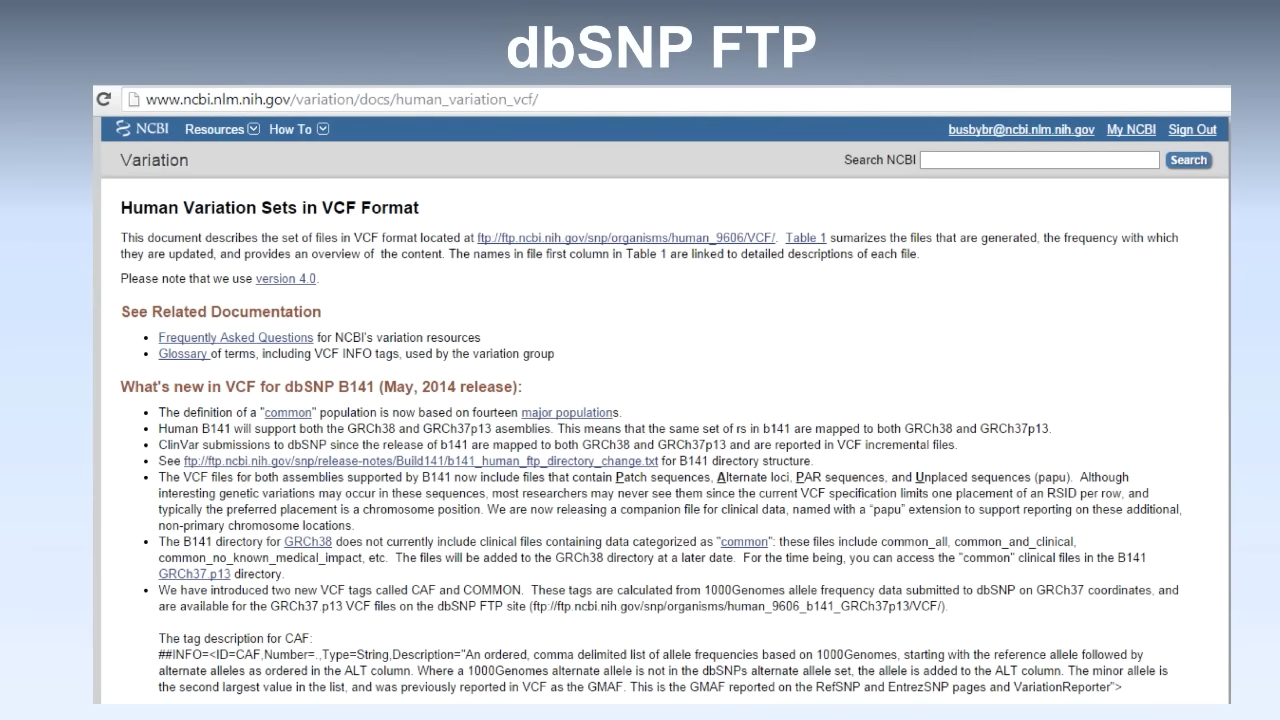 dbSNP FTP
www.ncbi.nlm.nih.gov/variation/docs/human_variation_vcf/
NCBI Resources How To busbybr@ncbi.nlm.nih.gov My NCBI Sign Out
Variation Search NCBI Search
Human Variation Sets in VCF Format
This document describes the set of files in VCF format located at ftp://ftp.ncbi.nih.gov/snp/organisms/human_9606/VCF/. Table 1 sumarizes the files that are generated, the frequency with which
they are updated, and provides an overview of the content. The names in file first column in Table 1 are linked to detailed descriptions of each file.
Please note that we use version 4.0.
See Related Documentation
• Frequently Asked Questions for NCBI's variation resources
• Glossary of terms, including VCF INFO tags, used by the variation group
What's new in VCF for dbSNP B141 (May, 2014 release):
• The definition of a "common" population is now based on fourteen major populations.
• Human B141 will support both the GRCh38 and GRCh37p13 asemblies. This means that the same set of rs in b141 are mapped to both GRCh38 and GRCh37p13.
• ClinVar submissions to dbSNP since the release of b141 are mapped to both GRCh38 and GRCh37p13 and are reported in VCF incremental files.
• See ftp://ftp.ncbi.nih.gov/snp/release-notes/Build141/b141_human_ftp_directory_change.txt for B141 directory structure.
• The VCF files for both assemblies supported by B141 now include files that contain Patch sequences, Alternate loci, PAR sequences, and Unplaced sequences (papu). Although
interesting genetic variations may occur in these sequences, most researchers may never see them since the current VCF specification limits one placement of an RSID per row, and
typically the preferred placement is a chromosome position. We are now releasing a companion file for clinical data, named with a “papu” extension to support reporting on these additional,
non-primary chromosome locations.
• The B141 directory for GRCh38 does not currently include clinical files containing data categorized as "common": these files include common_all, common_and_clinical,
common_no_known_medical_impact, etc. The files will be added to the GRCh38 directory at a later date. For the time being, you can access the "common" clinical files in the B141
GRCh37.p13 directory.
• We have introduced two new VCF tags called CAF and COMMON. These tags are calculated from 1000Genomes allele frequency data submitted to dbSNP on GRCh37 coordinates, and
are available for the GRCh37.p13 VCF files on the dbSNP FTP site (ftp://ftp.ncbi.nih.gov/snp/organisms/human_9606_b141_GRCh37p13/VCF/).
The tag description for CAF:
##INFO=<ID=CAF,Number=.,Type=String,Description="An ordered, comma delimited list of allele frequencies based on 1000Genomes, starting with the reference allele followed by
alternate alleles as ordered in the ALT column. Where a 1000Genomes alternate allele is not in the dbSNPs alternate allele set, the allele is added to the ALT column. The minor allele is
the second largest value in the list, and was previously reported in VCF as the GMAF. This is the GMAF reported on the RefSNP and EntrezSNP pages and VariationReporter">